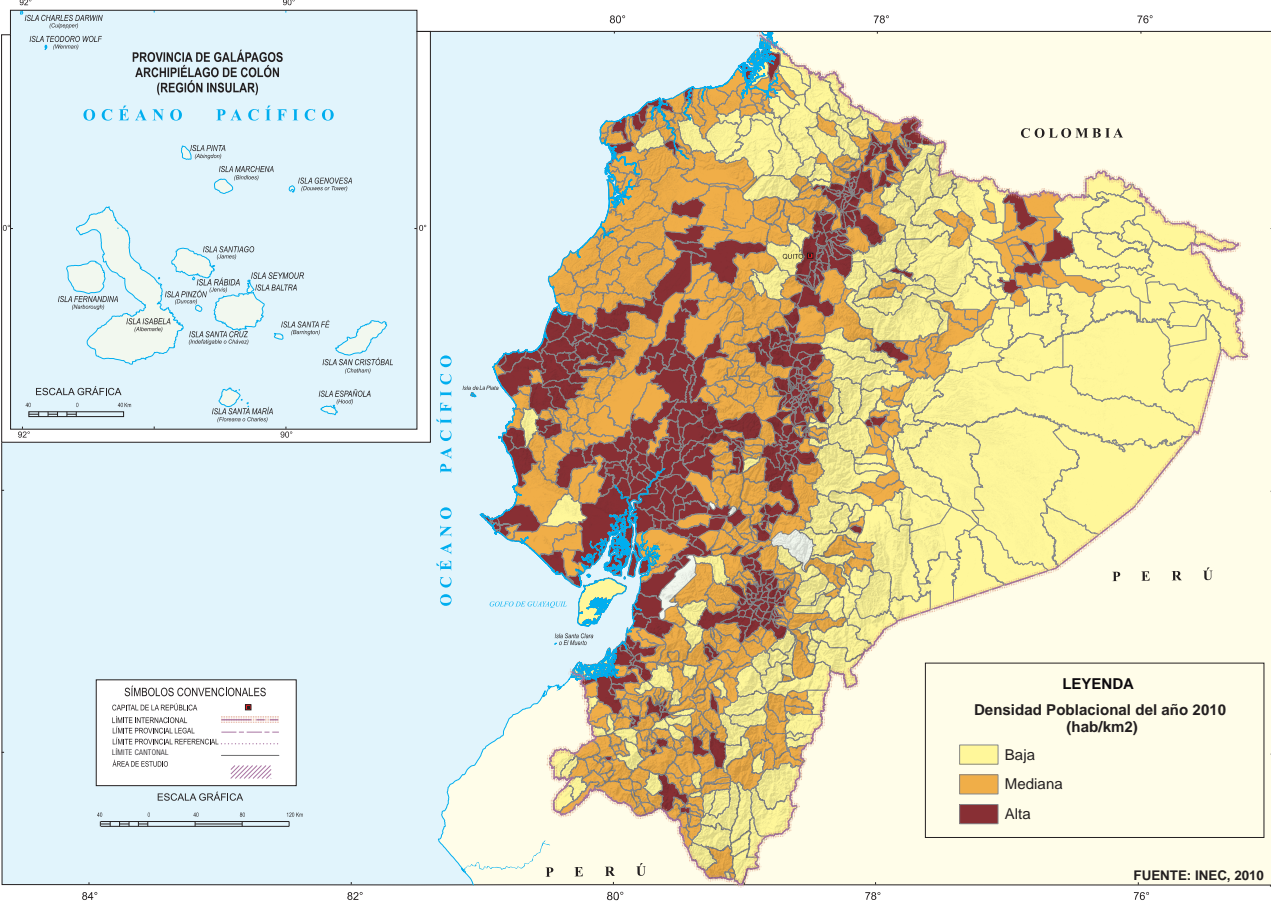 92°
90°
ISLA CHARLES DARWIN
(Culpepper)
ISLA TEODORO WOLF
(Wenman)
PROVINCIA DE GALÁPAGOS
ARCHIPIÉLAGO DE COLÓN
(REGIÓN INSULAR)
OCÉANO PACÍFICO
ISLA PINTA
(Abingdon)
ISLA MARCHENA
(Bindloes)
ISLA GENOVESA
(Douwes or Tower)
0°
0°
ISLA SANTIAGO
(James)
ISLA SEYMOUR
ISLA RÁBIDA
(Jervis)
ISLA BALTRA
ISLA FERNANDINA
(Narborough)
ISLA PINZÓN
(Duncan)
ISLA ISABELA
(Albemerle)
ISLA SANTA CRUZ
(Indefatigable o Chávez)
ISLA SANTA FÉ
(Barrington)
ISLA SAN CRISTÓBAL
(Chatham)
ESCALA GRÁFICA
40 0 40 Km
ISLA SANTA MARÍA
(Floreana o Charles)
ISLA ESPAÑOLA
(Hood)
92°
90°
80°
78°
76°
COLOMBIA
QUITO
OCÉANO PACÍFICO
Isla de La Plata
GOLFO DE GUAYAQUIL
Isla Santa Clara
o El Muerto
PERÚ
PERÚ
SÍMBOLOS CONVENCIONALES
CAPITAL DE LA REPÚBLICA
LÍMITE INTERNACIONAL
LÍMITE PROVINCIAL LEGAL
LÍMITE PROVINCIAL REFERENCIAL
LÍMITE CANTONAL
ÁREA DE ESTUDIO
ESCALA GRÁFICA
40 0 40 80 120 Km
LEYENDA
Densidad Poblacional del año 2010
(hab/km2)
Baja
Mediana
Alta
FUENTE: INEC, 2010
84°
82°
80°
78°
76°